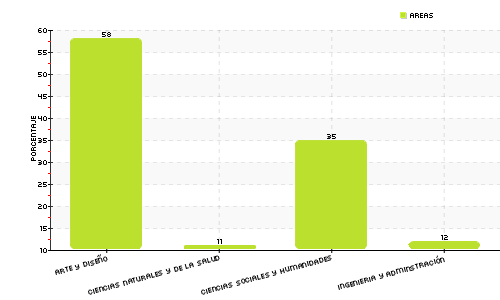 AREAS
60
55
50
45
40
35
30
25
20
15
10
PORCENTAJE
58
11
35
12
ARTE Y DISEÑO
CIENCIAS NATURALES Y DE LA SALUD
CIENCIAS SOCIALES Y HUMANIDADES
INGENIERIA Y ADMINSTRACIÓN